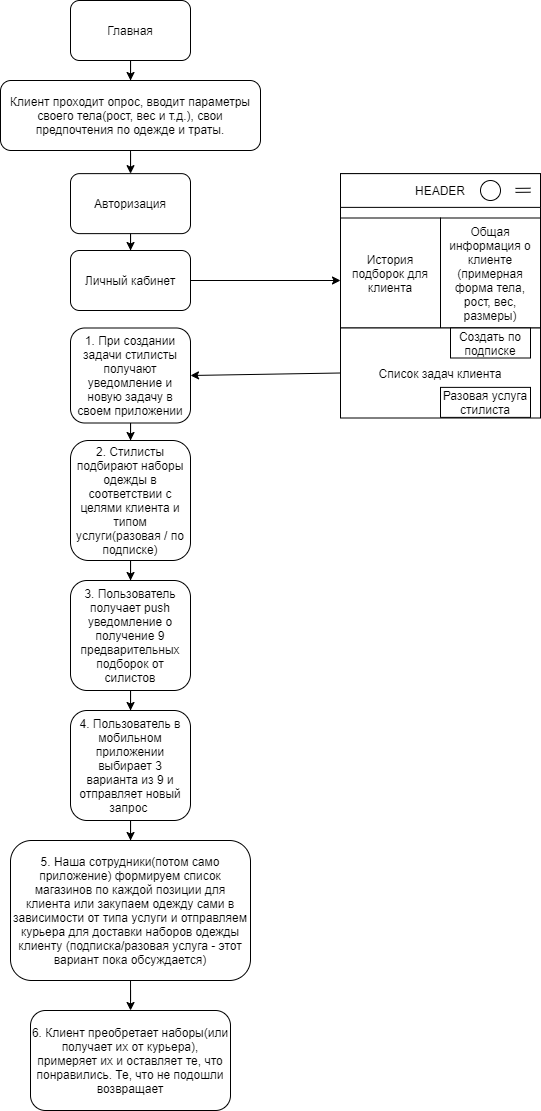 Главная
Клиент проходит опрос, вводит параметры
своего тела(рост, вес и т.д.), свои
предпочтения по одежде и траты.
Авторизация
Личный кабинет
HEADER
История
подборок для
клиента
Общая
информация о
клиенте
(примерная
форма тела,
рост, вес,
размеры)
Создать по
подписке
Список задач клиента
Разовая услуга
стилиста
1. При создании
задачи стилисты
получают
уведомление и
новую задачу в
своем приложении
2. Стилисты
подбирают наборы
одежды в
соответствии с
целями клиента и
типом
услуги(разовая / по
подписке)
3. Пользователь
получает push
уведомление о
получение 9
предварительных
подборок от
силистов
4. Пользователь в
мобильном
приложении
выбирает 3
варианта из 9 и
отправляет новый
запрос
5. Наша сотрудники(потом само
приложение) формируем список
магазинов по каждой позиции для
клиента или закупаем одежду сами в
зависимости от типа услуги и отправляем
курьера для доставки наборов одежды
клиенту (подписка/разовая услуга - этот
вариант пока обсуждается)
6. Клиент преобретает наборы(или
получает их от курьера),
примеряет их и оставляет те, что
понравились. Те, что не подошли
возвращает